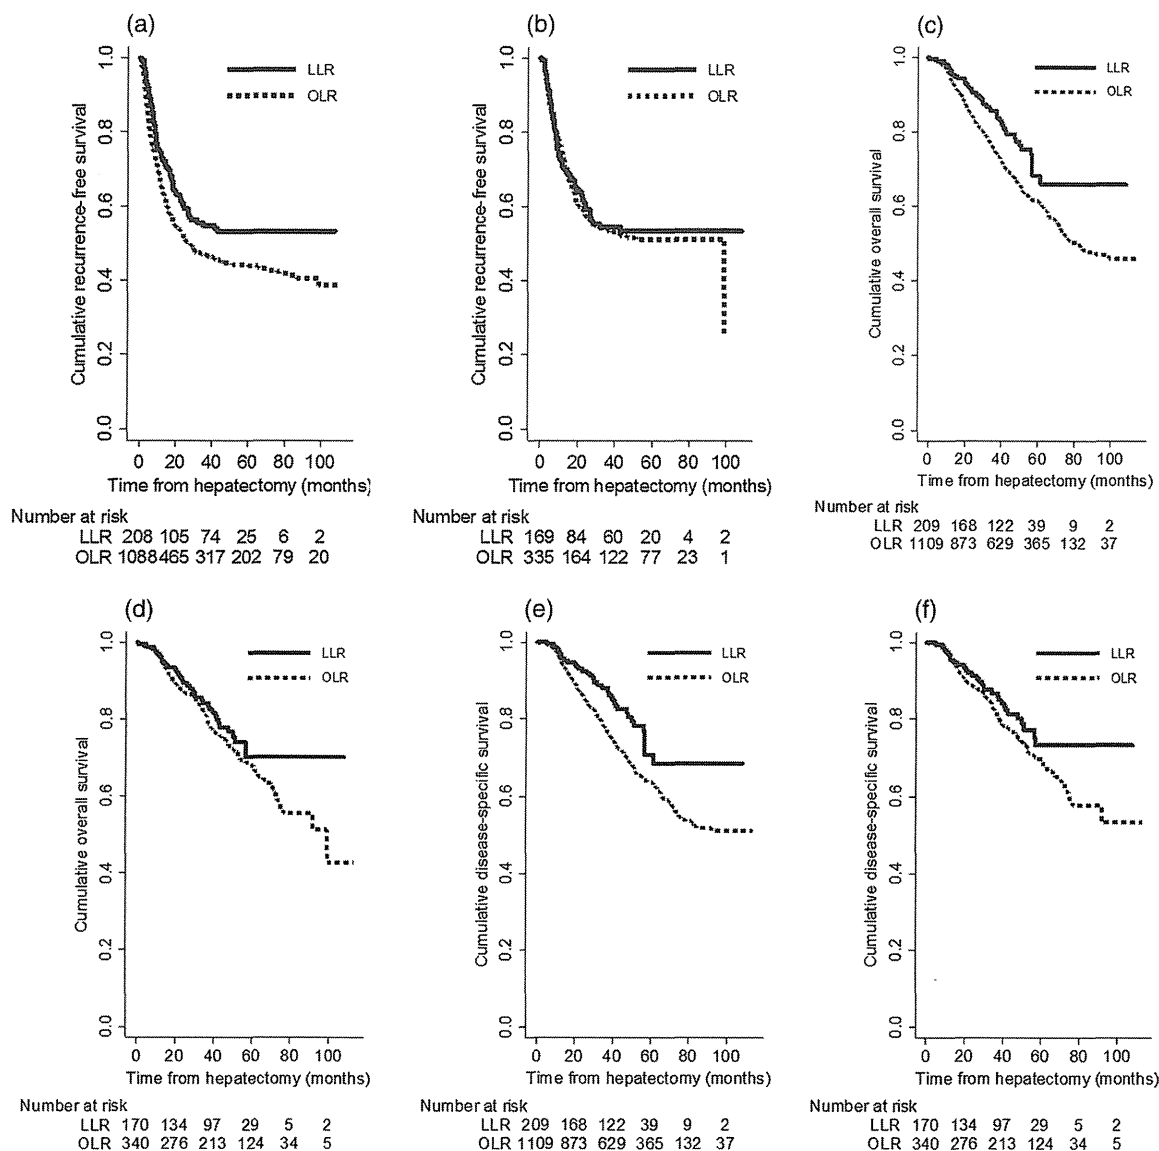 (a)
Cumulative recurrence-free survival
1.0
0.8
0.6
0.4
0.2
0.0
LLR
OLR
0 20 40 60 80 100
Time from hepatectomy (months)
Number at risk
LLR 208 105 74 25 6 2
OLR 1088 465 317 202 79 20
(b)
Cumulative recurrence-free survival
1.0
0.8
0.6
0.4
0.2
0.0
LLR
OLR
0 20 40 60 80 100
Time from hepatectomy (months)
Number at risk
LLR 169 84 60 20 4 2
OLR 335 164 122 77 23 1
(c)
Cumulative overall survival
1.0
0.8
0.6
0.4
0.2
0.0
LLR
OLR
0 20 40 60 80 100
Time from hepatectomy (months)
Number at risk
LLR 209 168 122 39 9 2
OLR 1109 873 629 365 132 37
(d)
Cumulative overall survival
1.0
0.8
0.6
0.4
0.2
0.0
LLR
OLR
0 20 40 60 80 100
Time from hepatectomy (months)
Number at risk
LLR 170 134 97 29 5 2
OLR 340 276 213 124 34 5
(e)
Cumulative disease-specific survival
1.0
0.8
0.6
0.4
0.2
0.0
LLR
OLR
0 20 40 60 80 100
Time from hepatectomy (months)
Number at risk
LLR 209 168 122 39 9 2
OLR 1109 873 629 365 132 37
(f)
Cumulative disease-specific survival
1.0
0.8
0.6
0.4
0.2
0.0
LLR
OLR
0 20 40 60 80 100
Time from hepatectomy (months)
Number at risk
LLR 170 134 97 29 5 2
OLR 340 276 213 124 34 5